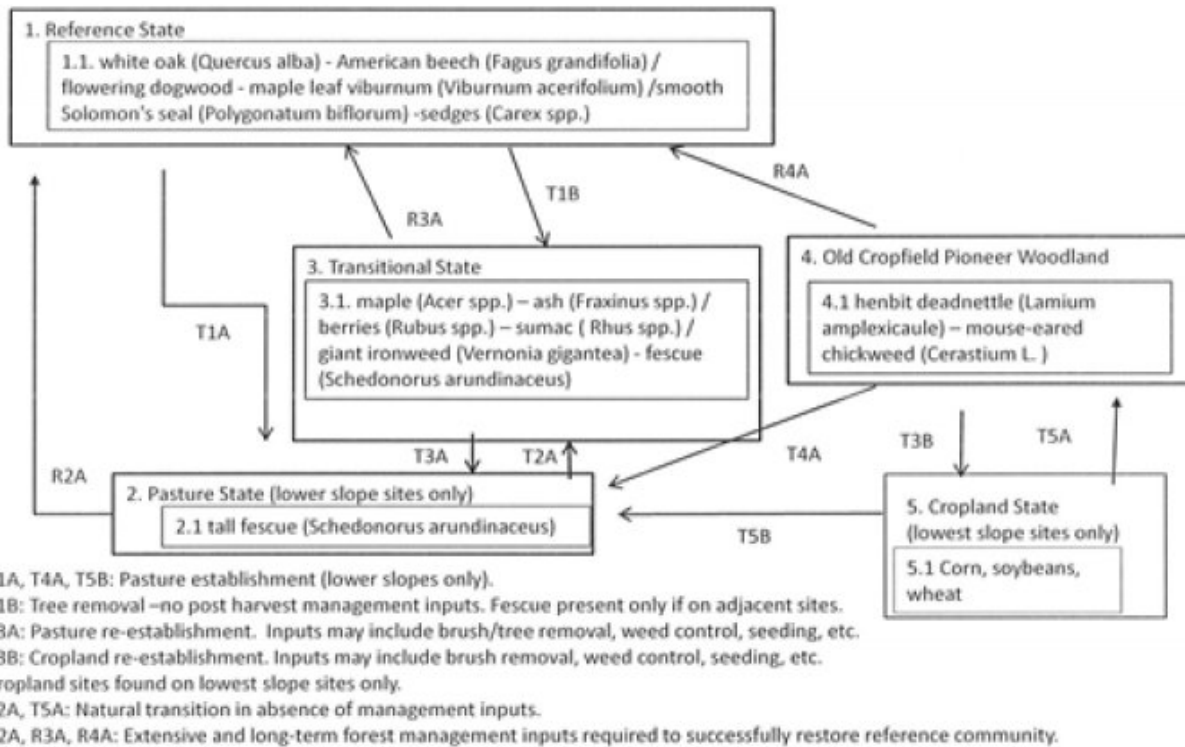 1. Reference State
1.1. white oak (Quercus alba) - American beech (Fagus grandifolia) /
flowering dogwood - maple leaf viburnum (Viburnum acerifolium) /smooth
Solomon's seal (Polygonatum biflorum) -sedges (Carex spp.)
R4A
T1B
R3A
3. Transitional State
3.1. maple (Acer spp.) – ash (Fraxinus spp.) /
berries (Rubus spp.) – sumac ( Rhus spp.) /
giant ironweed (Vernonia gigantea) - fescue
(Schedonorus arundinaceus)
4. Old Cropfield Pioneer Woodland
4.1 henbit deadnettle (Lamium
amplexicaule) – mouse-eared
chickweed (Cerastium L. )
T1A
T3A
T2A
T4A
T3B
T5A
R2A
2. Pasture State (lower slope sites only)
2.1 tall fescue (Schedonorus arundinaceus)
T5B
5. Cropland State
(lowest slope sites only)
5.1 Corn, soybeans,
wheat
1A, T4A, T5B: Pasture establishment (lower slopes only).
1B: Tree removal –no post harvest management inputs. Fescue present only if on adjacent sites.
3A: Pasture re-establishment.  Inputs may include brush/tree removal, weed control, seeding, etc.
3B: Cropland re-establishment. Inputs may include brush removal, weed control, seeding, etc.
ropland sites found on lowest slope sites only.
2A, T5A: Natural transition in absence of management inputs.
2A, R3A, R4A: Extensive and long-term forest management inputs required to successfully restore reference community.